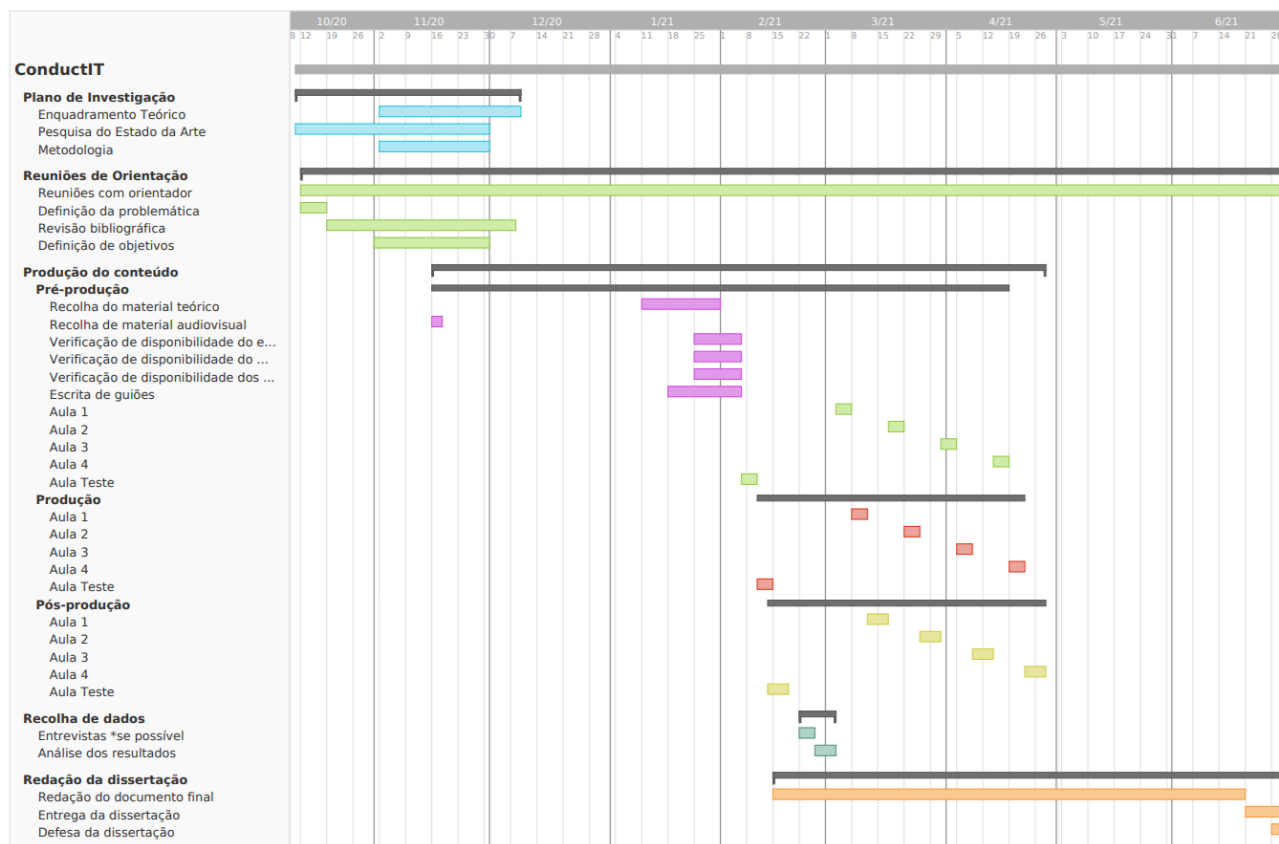 10/20 11/20 12/20 1/21 2/21 3/21 4/21 5/21 6/21
8 12 19 26 2 9 16 23 30 7 14 21 28 4 11 18 25 1 8 15 22 1 8 15 22 29 5 12 19 26 3 10 17 24 31 7 14 21 28
ConductIT
Plano de Investigação
Enquadramento Teórico
Pesquisa do Estado da Arte
Metodologia
Reuniões de Orientação
Reuniões com orientador
Definição da problemática
Revisão bibliográfica
Definição de objetivos
Produção do conteúdo
Pré-produção
Recolha do material teórico
Recolha de material audiovisual
Verificação de disponibilidade do e...
Verificação de disponibilidade do ...
Verificação de disponibilidade dos ...
Escrita de guiões
Aula 1
Aula 2
Aula 3
Aula 4
Aula Teste
Produção
Aula 1
Aula 2
Aula 3
Aula 4
Aula Teste
Pós-produção
Aula 1
Aula 2
Aula 3
Aula 4
Aula Teste
Recolha de dados
Entrevistas *se possível
Análise dos resultados
Redação da dissertação
Redação do documento final
Entrega da dissertação
Defesa da dissertação